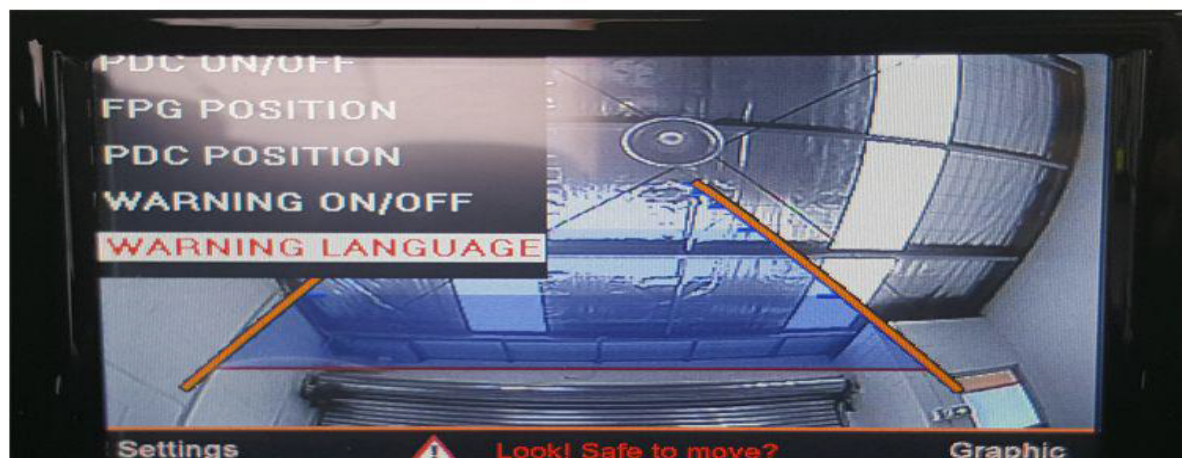 PDC ON/OFF
FPG POSITION
PDC POSITION
WARNING ON/OFF
WARNING LANGUAGE
Settings
Look! Safe to move?
Graphic